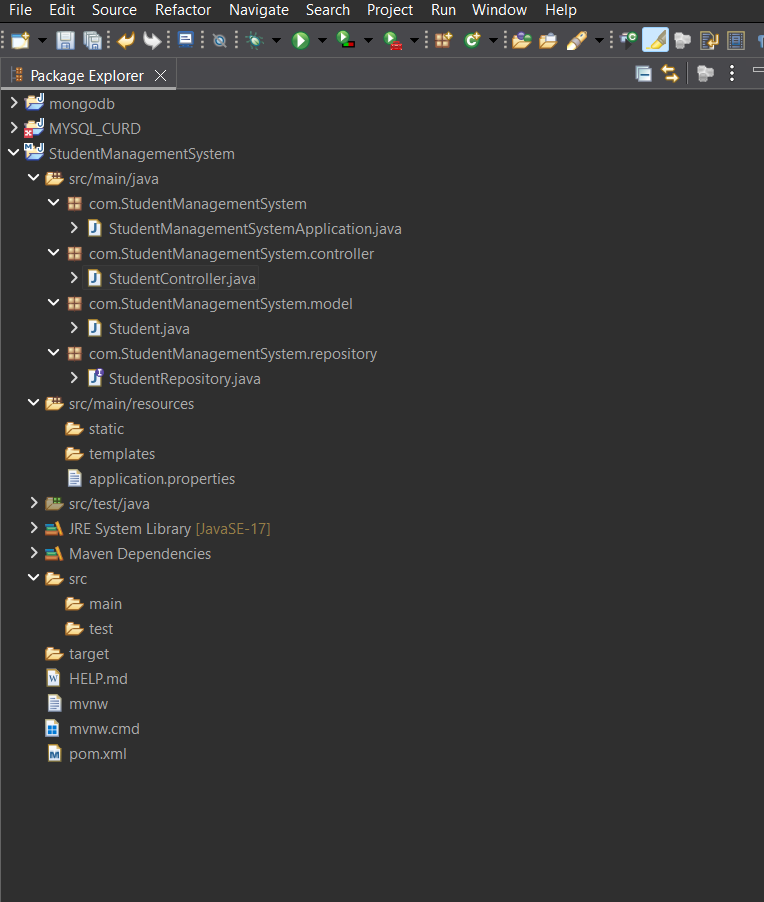 File Edit Source Refactor Navigate Search Project Run Window Help
Package Explorer
mongodb
MYSQL_CURD
StudentManagementSystem
src/main/java
com.StudentManagementSystem
StudentManagementSystemApplication.java
com.StudentManagementSystem.controller
StudentController.java
com.StudentManagementSystem.model
Student.java
com.StudentManagementSystem.repository
StudentRepository.java
src/main/resources
static
templates
application.properties
src/test/java
JRE System Library [JavaSE-17]
Maven Dependencies
src
main
test
target
HELP.md
mvnw
mvnw.cmd
pom.xml